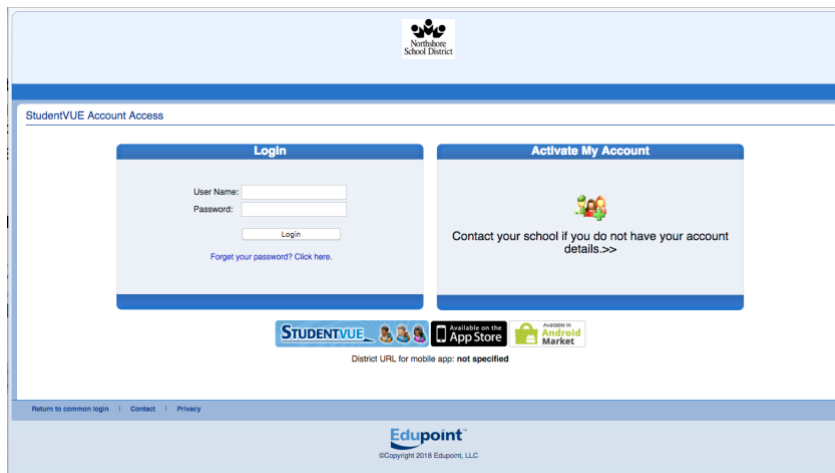 Northshore
School District
StudentVUE Account Access
Login
User Name:
Password:
Login
Forget your password? Click here.
Activate My Account
Contact your school if you do not have your account
details.>>
STUDENTVUE
Available on the
App Store
Available in
Android
Market
District URL for mobile app: not specified
Return to common login | Contact | Privacy
Edupoint™
©Copyright 2018 Edupoint, LLC